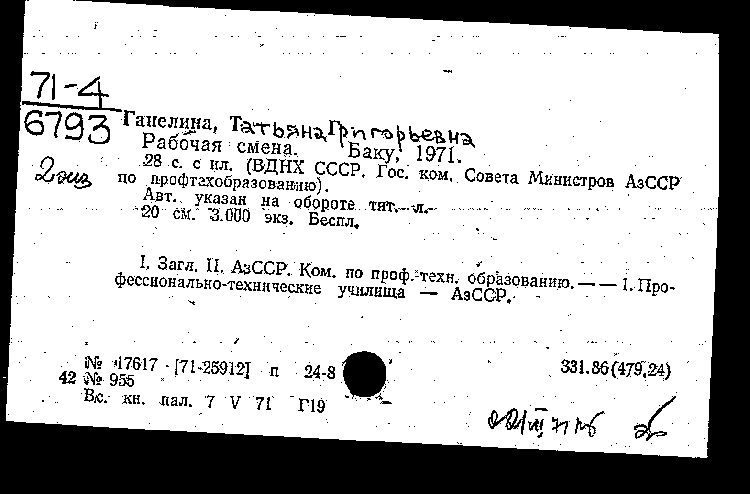 71-4
6793
2 экз
Ганелина, Татьяна Григорьевна
Рабочая смена. Баку, 1971.
28 с. с ил. (ВДНХ СССР. Гос. ком. Совета Министров АзССР
по профтехобразованию).
Авт. указан на обороте тит. л.
20 см. 3.000 экз. Беспл.
I. Загл. II. АзССР. Ком. по проф.-техн. образованию. — — 1. Про-
фессионально-технические училища — АзССР.
№ 17617 [71-25912] п 24-8 331.86(479,24)
42 № 955
Вс. кн. пал. 7 V 71 Г19